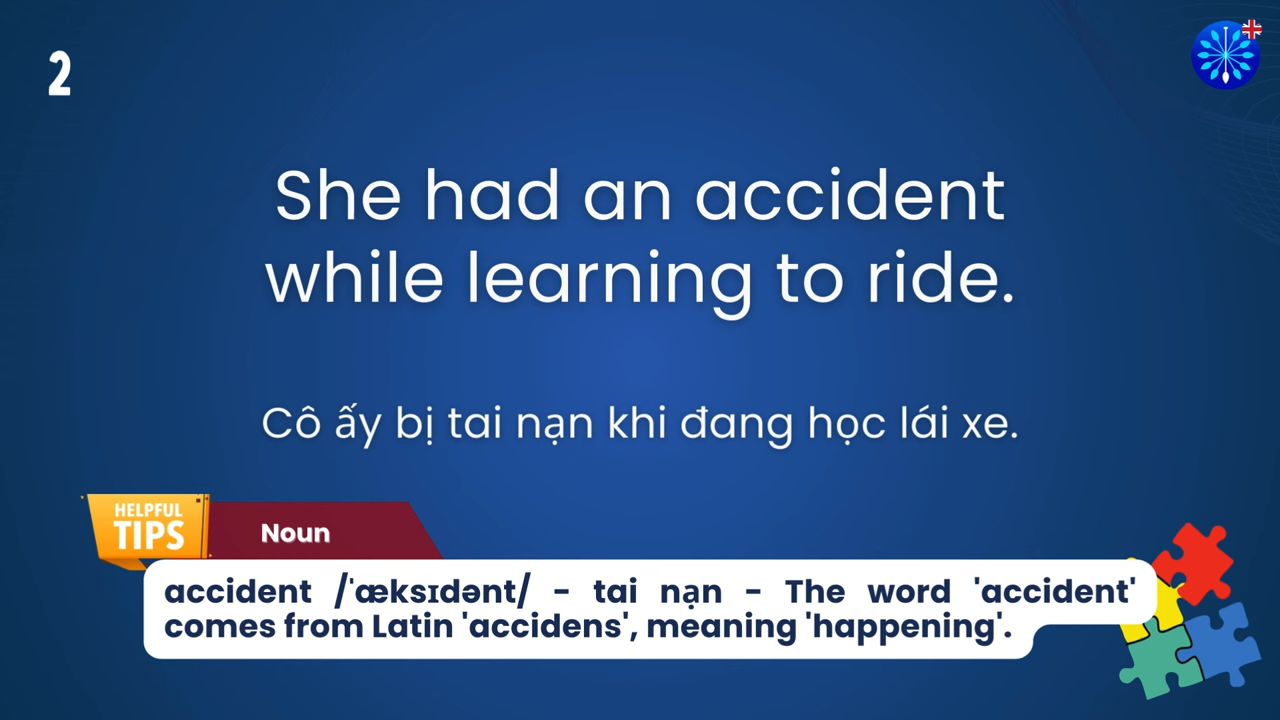 2
She had an accident
while learning to ride.
Cô ấy bị tai nạn khi đang học lái xe.
HELPFUL
TIPS
Noun
accident /ˈæksɪdənt/ - tai nạn - The word 'accident'
comes from Latin 'accidens', meaning 'happening'.